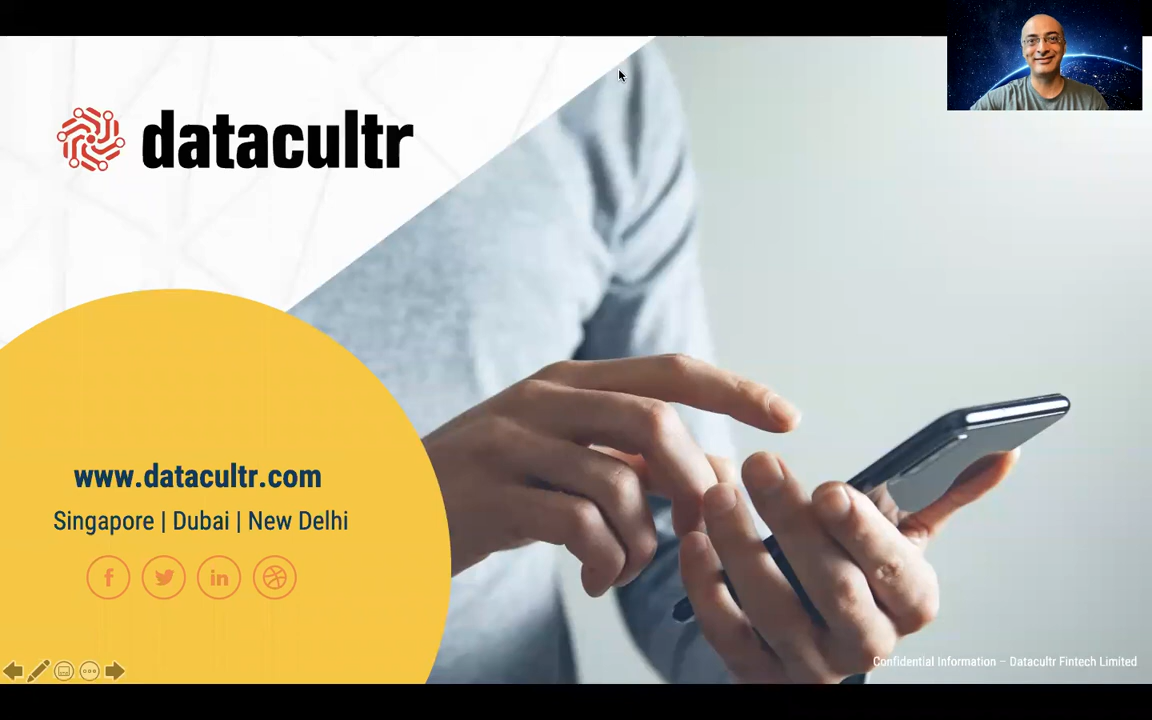 datacultr
www.datacultr.com
Singapore | Dubai | New Delhi
Confidential Information – Datacultr Fintech Limited